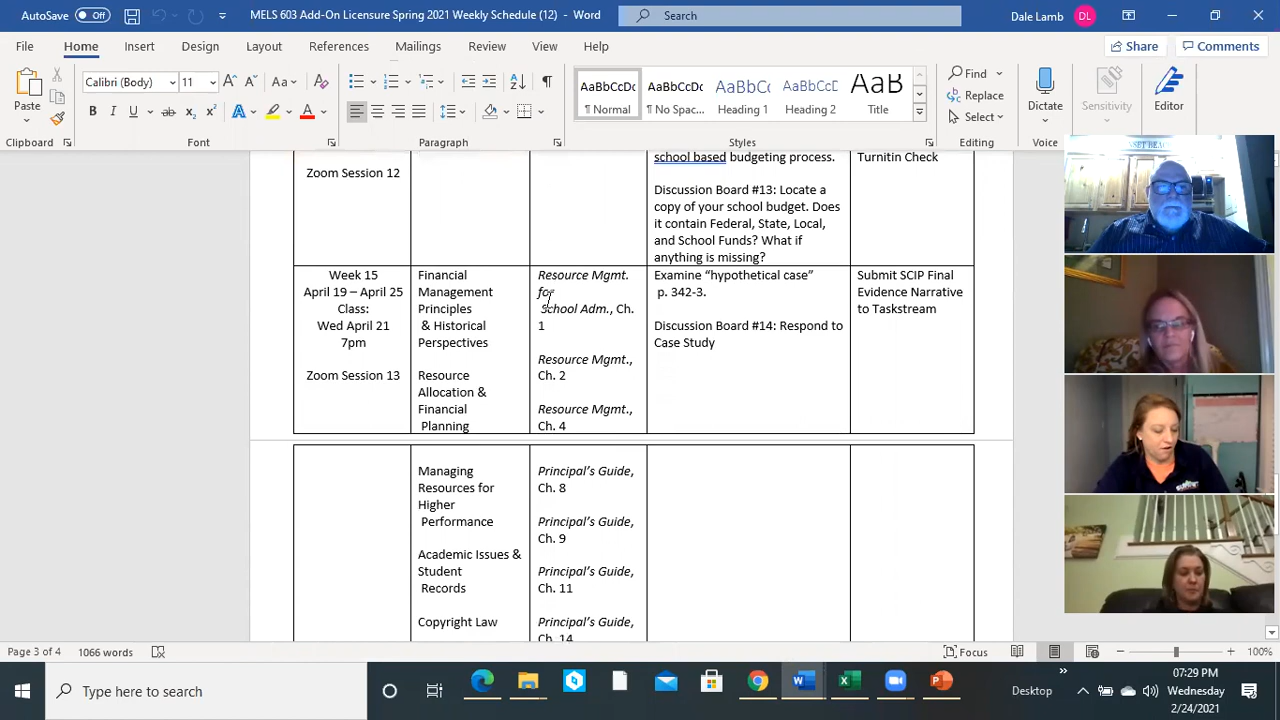 AutoSave Off
MELS 603 Add-On Licensure Spring 2021 Weekly Schedule (12) - Word
Search
Dale Lamb DL
File Home Insert Design Layout References Mailings Review View Help
Share Comments
Paste
Calibri (Body) 11
Clipboard Font Paragraph
AaBbCcDc AaBbCcDc AaBbCc AaBbCcD AaB
¶ Normal ¶ No Spac... Heading 1 Heading 2 Title
Styles
Find
Replace
Select
Editing
Dictate
Voice
Sensitivity
Sensitivity
Editor
Editor
Zoom Session 12
school based budgeting process.
Discussion Board #13: Locate a
copy of your school budget. Does
it contain Federal, State, Local,
and School Funds? What if
anything is missing?
Turnitin Check
Week 15
April 19 – April 25
Class:
Wed April 21
7pm
Zoom Session 13
Financial
Management
Principles
& Historical
Perspectives
Resource
Allocation &
Financial
Planning
Resource Mgmt.
for
School Adm., Ch.
1
Resource Mgmt.,
Ch. 2
Resource Mgmt.,
Ch. 4
Examine “hypothetical case”
p. 342-3.
Discussion Board #14: Respond to
Case Study
Submit SCIP Final
Evidence Narrative
to Taskstream
Managing
Resources for
Higher
Performance
Academic Issues &
Student
Records
Copyright Law
Principal’s Guide,
Ch. 8
Principal’s Guide,
Ch. 9
Principal’s Guide,
Ch. 11
Principal’s Guide,
Ch. 14
Page 3 of 4 1066 words
Focus
100%
Type here to search
Desktop
07:29 PM
Wednesday
2/24/2021